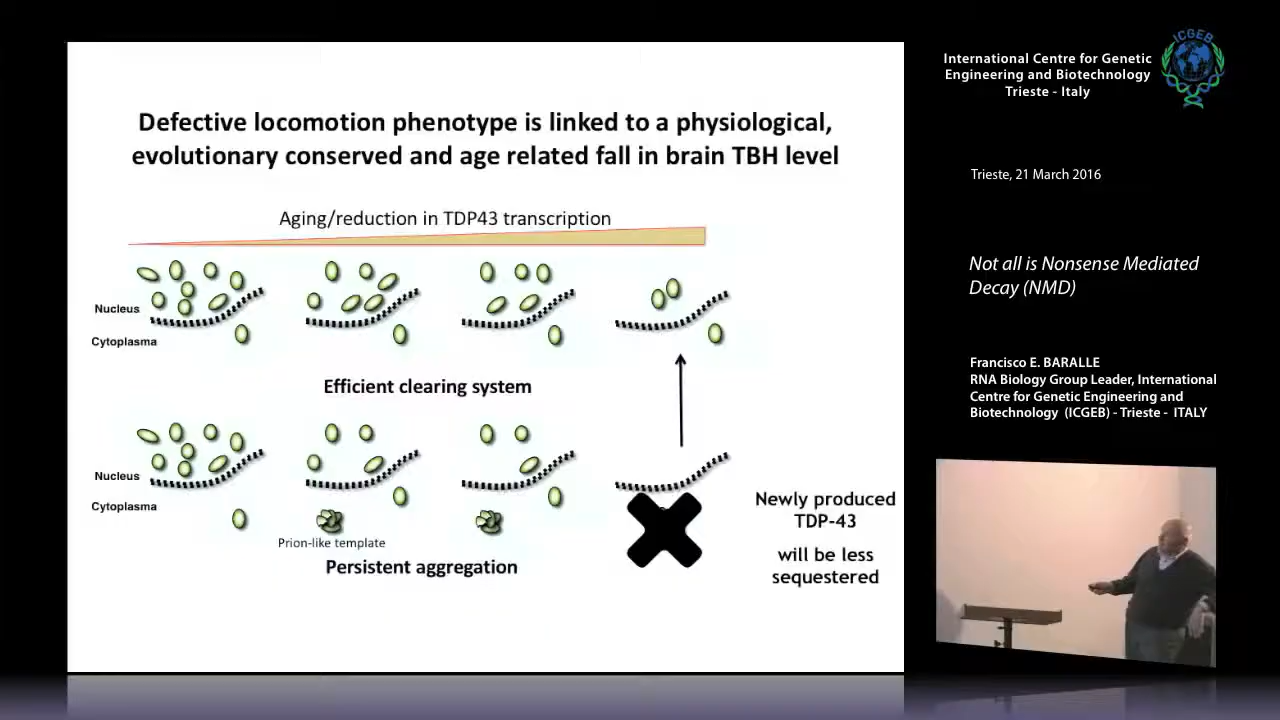 Defective locomotion phenotype is linked to a physiological,
evolutionary conserved and age related fall in brain TBH level
Aging/reduction in TDP43 transcription
Nucleus
Cytoplasma
Efficient clearing system
Nucleus
Cytoplasma
Prion-like template
Persistent aggregation
Newly produced
TDP-43
will be less
sequestered
International Centre for Genetic
Engineering and Biotechnology
Trieste - Italy
ICGEB
Trieste, 21 March 2016
Not all is Nonsense Mediated
Decay (NMD)
Francisco E. BARALLE
RNA Biology Group Leader, International
Centre for Genetic Engineering and
Biotechnology (ICGEB) - Trieste - ITALY